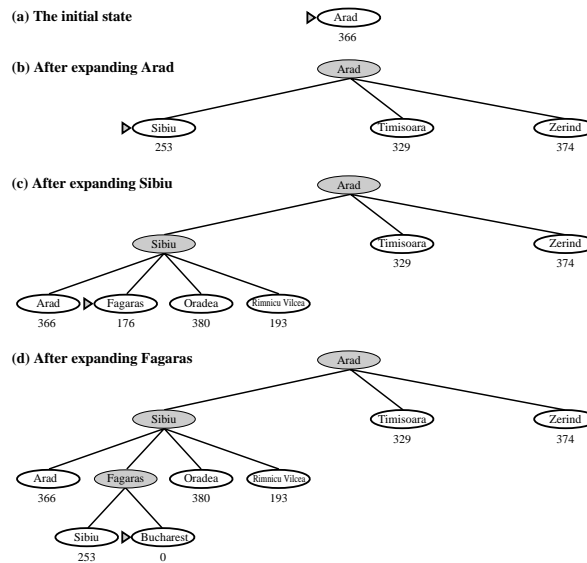 (a) The initial state
Arad
366
(b) After expanding Arad
Arad
Sibiu Timisoara Zerind
253 329 374
(c) After expanding Sibiu
Arad
Sibiu Timisoara Zerind
329 374
Arad Fagaras Oradea Rimnicu Vilcea
366 176 380 193
(d) After expanding Fagaras
Arad
Sibiu Timisoara Zerind
329 374
Arad Fagaras Oradea Rimnicu Vilcea
366 380 193
Sibiu Bucharest
253 0